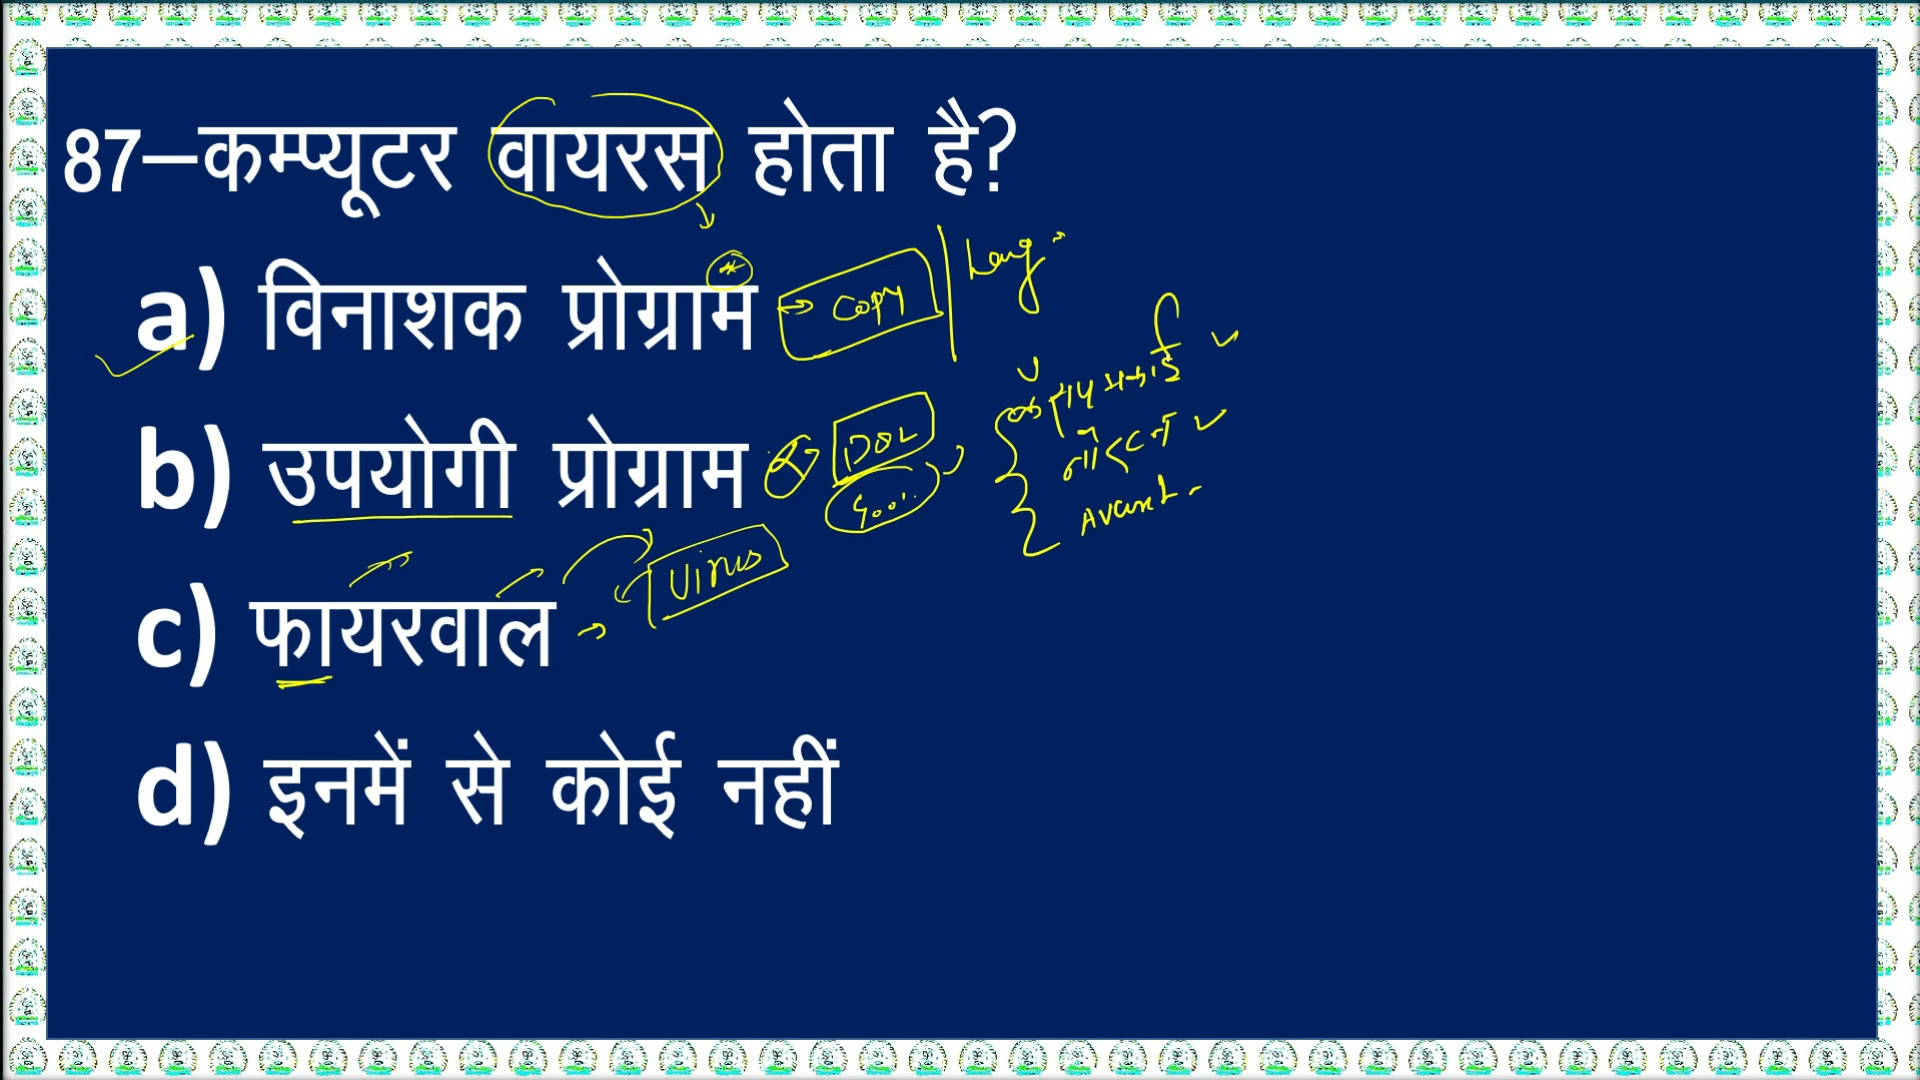 87–कम्प्यूटर वायरस होता है?
a) विनाशक प्रोग्राम
copy
b) उपयोगी प्रोग्राम
c) फायरवाल
Virus
d) इनमें से कोई नहीं